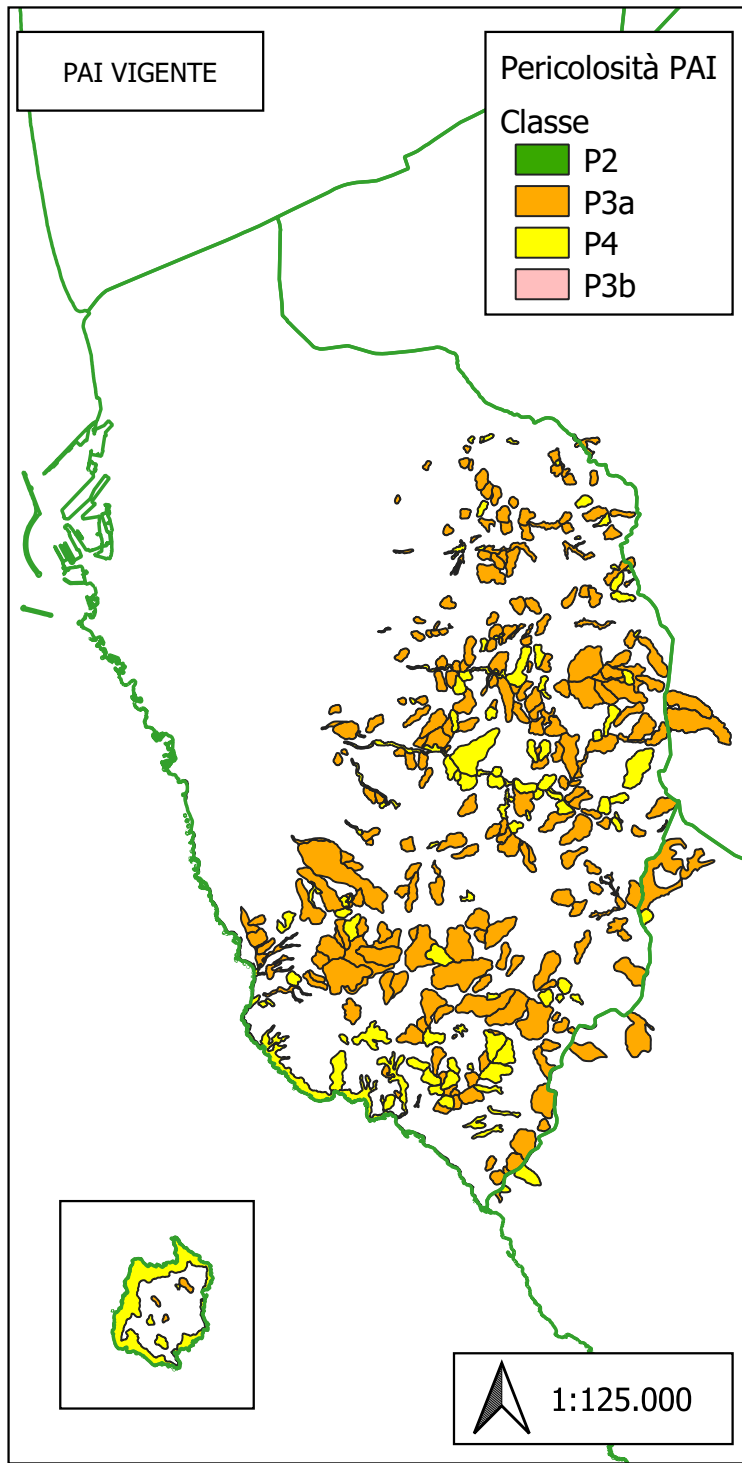 PAI VIGENTE
Pericolosità PAI
Classe
P2
P3a
P4
P3b
1:125.000